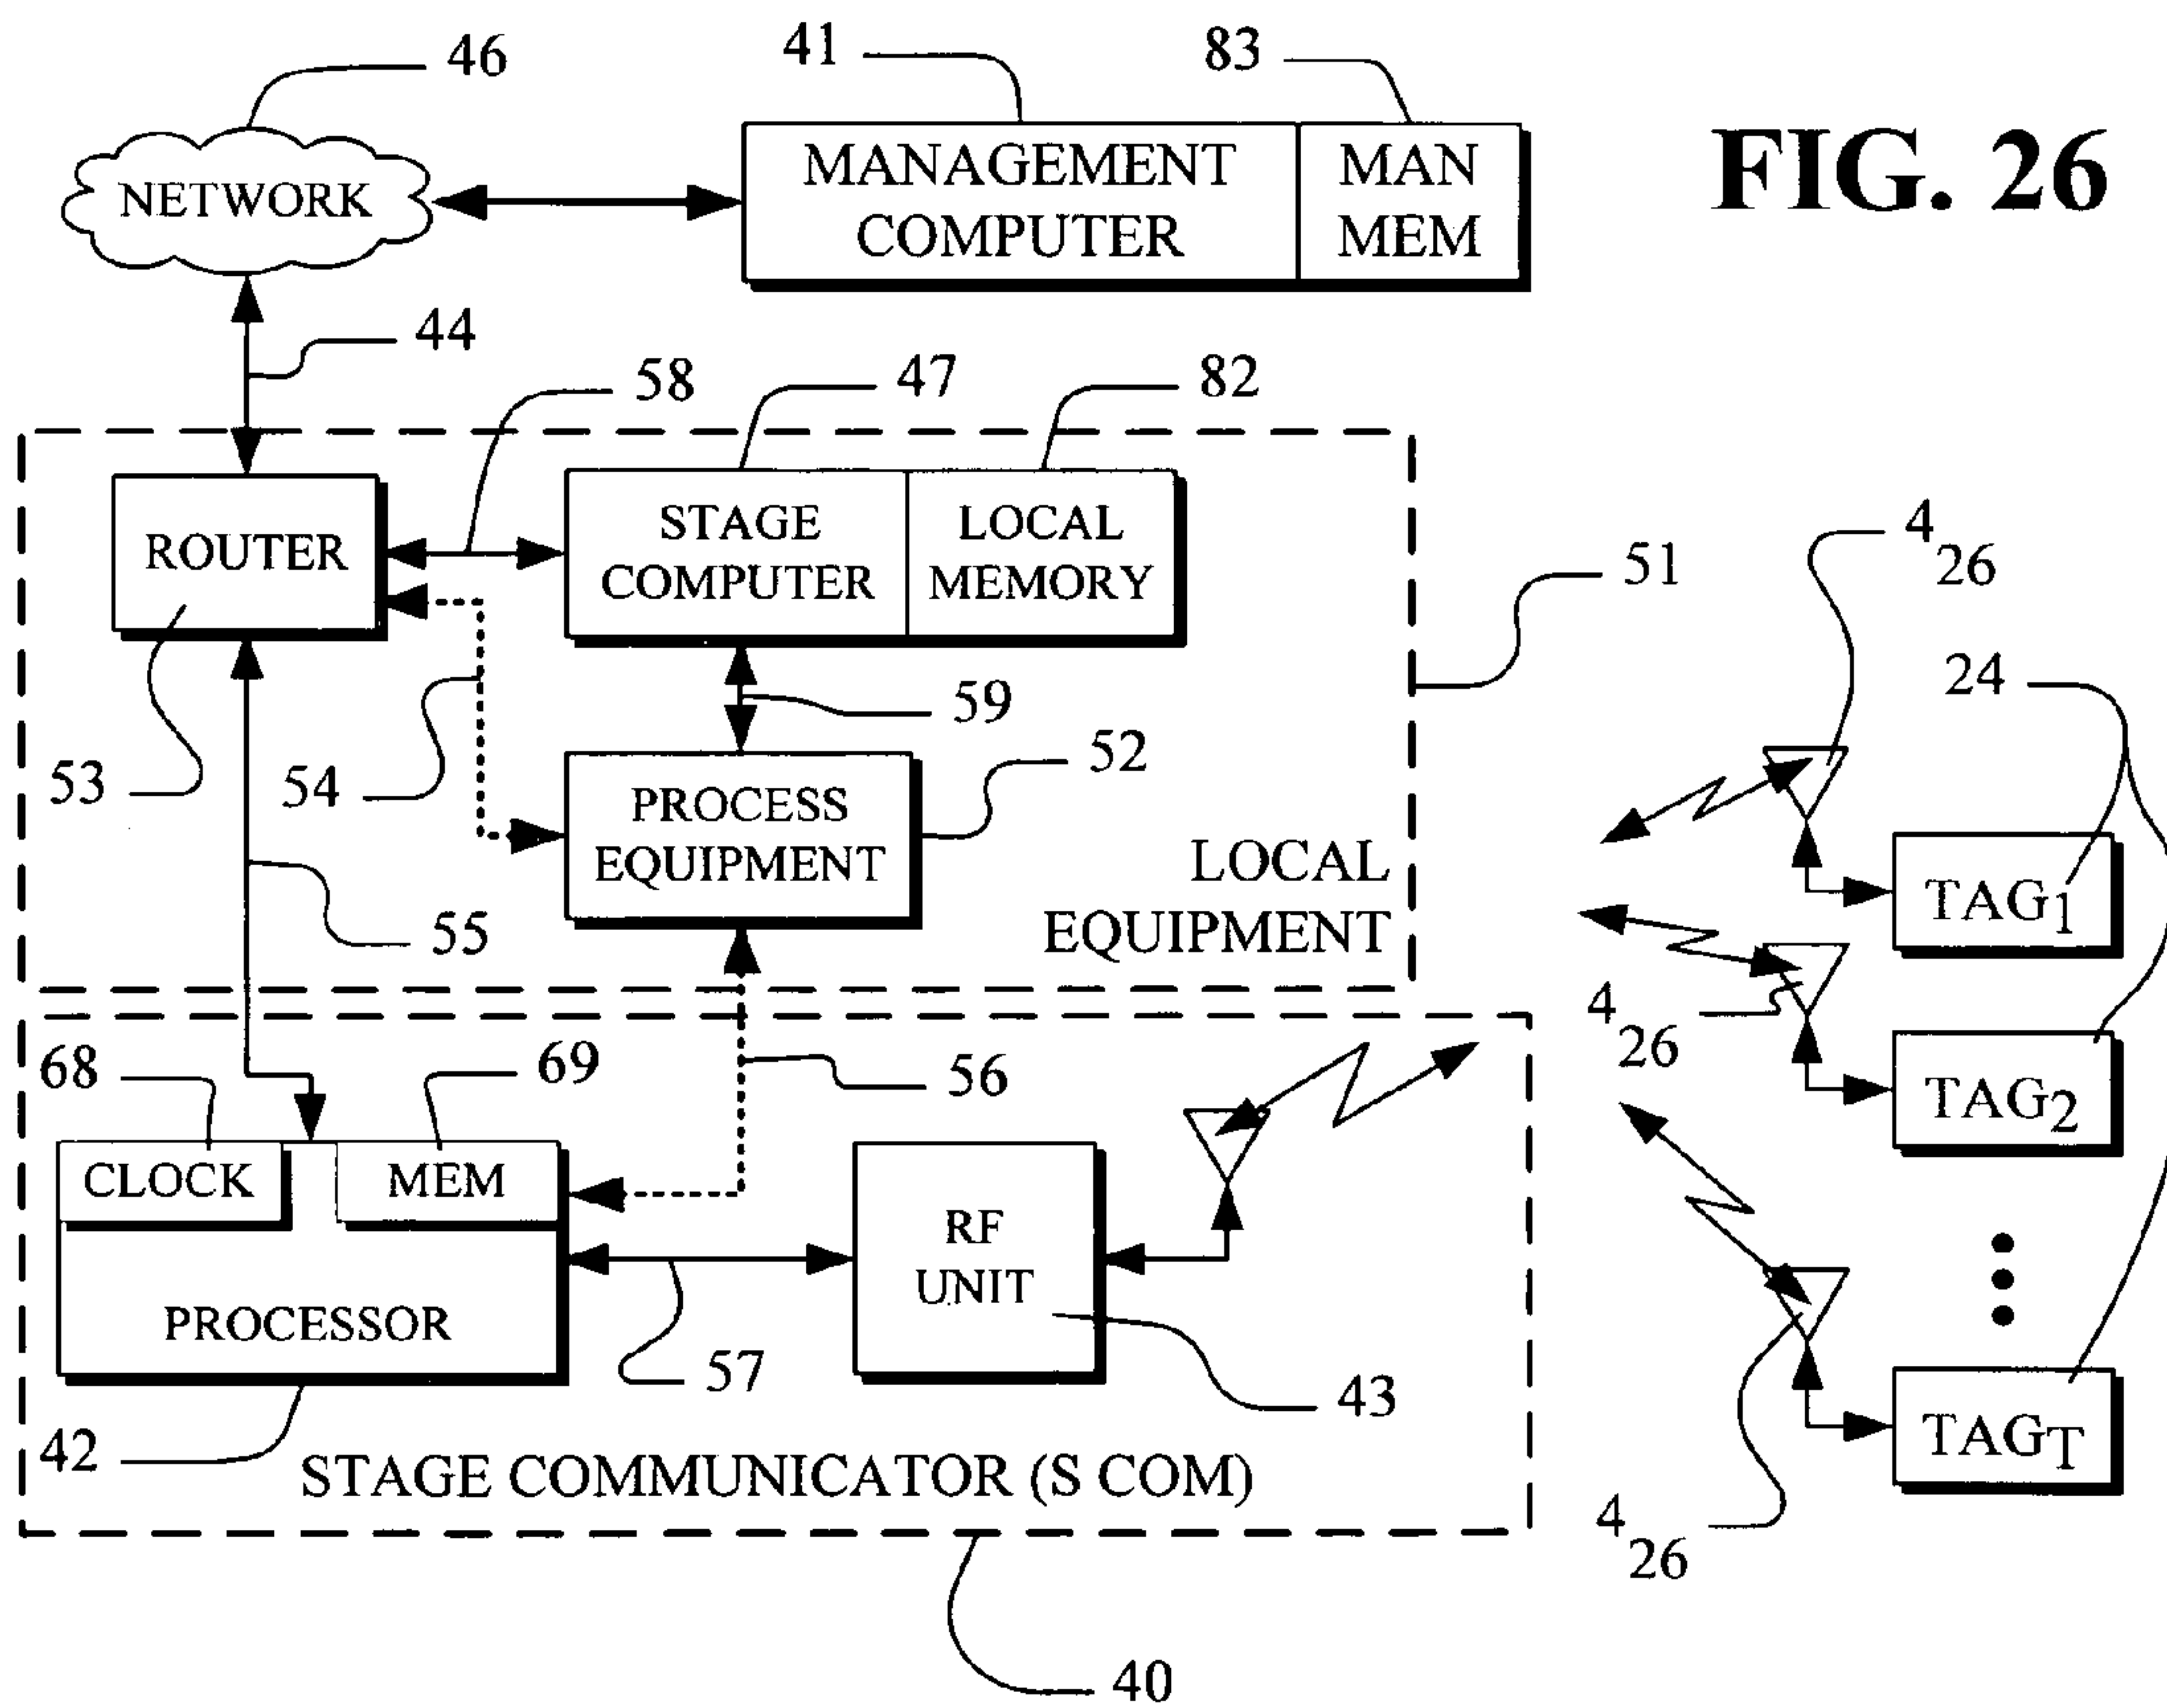 46
41
83
FIG. 26
NETWORK
MANAGEMENT
COMPUTER
MAN
MEM
44
58
47
82
ROUTER
STAGE
COMPUTER
LOCAL
MEMORY
51
4 26
24
59
53
54
52
PROCESS
EQUIPMENT
LOCAL
EQUIPMENT
TAG1
55
4 26
68
69
56
TAG2
CLOCK
MEM
RF
UNIT
PROCESSOR
57
43
42
STAGE COMMUNICATOR (S COM)
TAGT
4 26
40